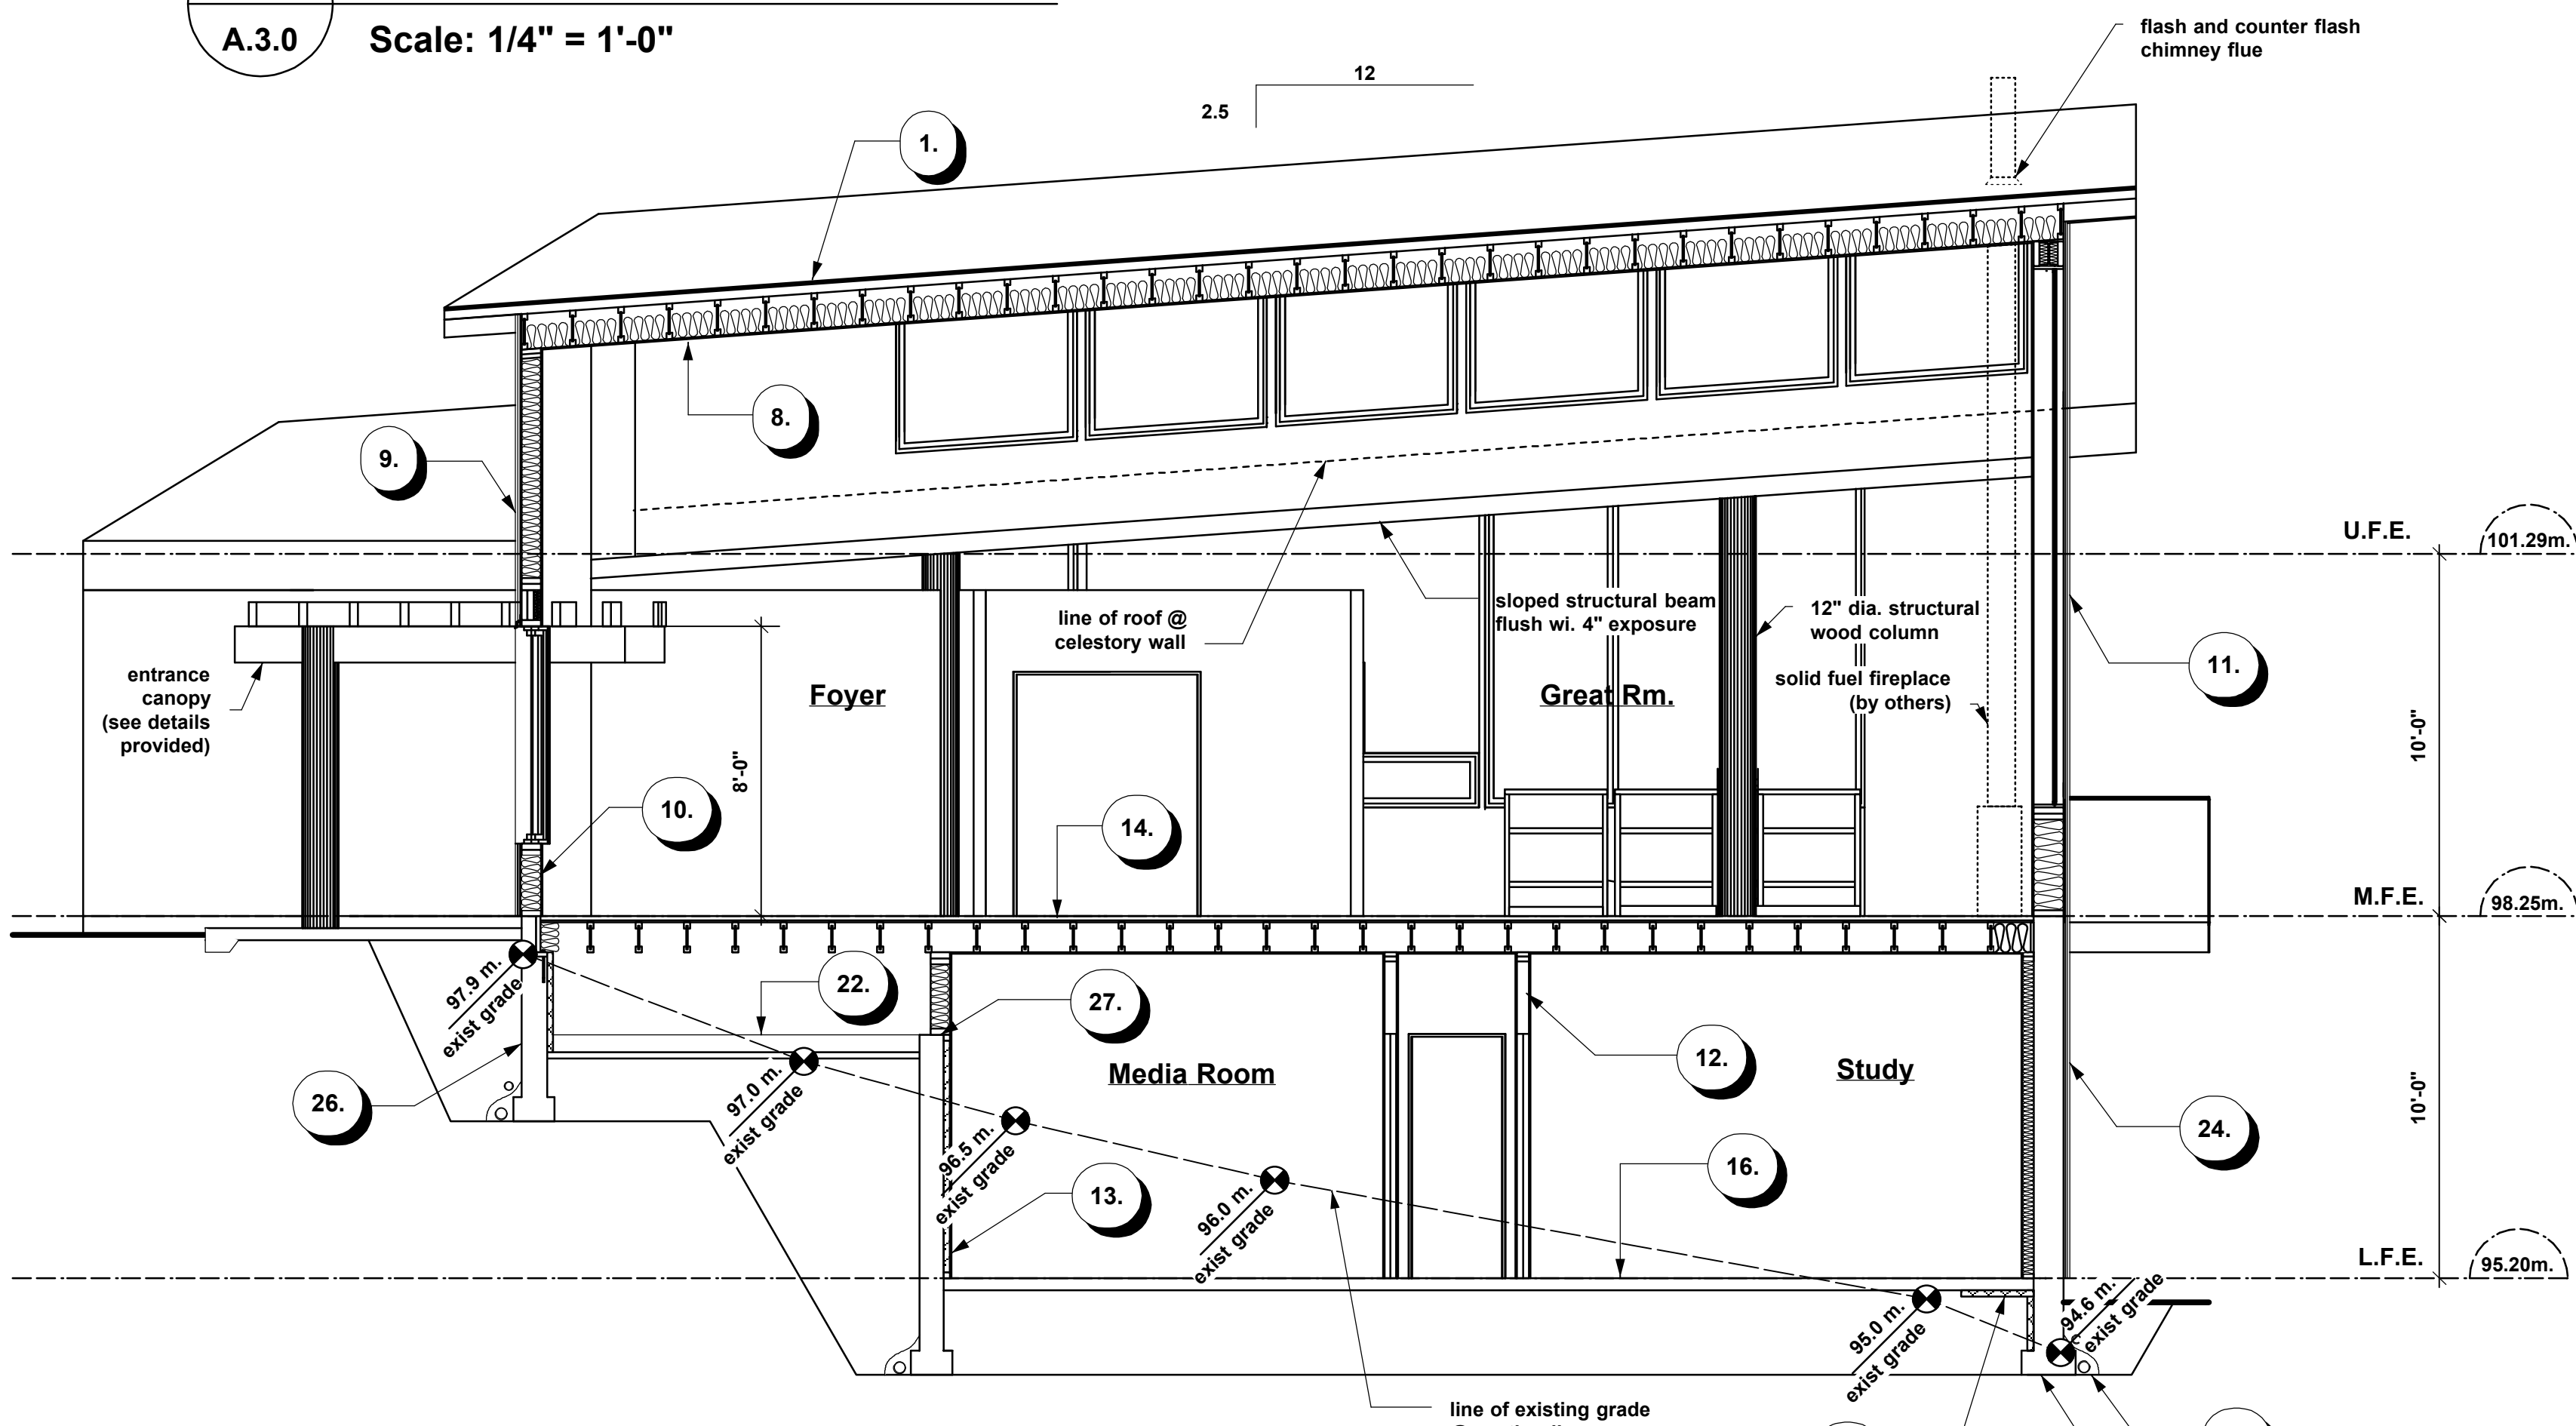 A.3.0
Scale: 1/4" = 1'-0"
flash and counter flash
chimney flue
12
2.5
1.
8.
9.
U.F.E.
101.29m.
line of roof @
celestory wall
sloped structural beam
flush wi. 4" exposure
12" dia. structural
wood column
entrance
canopy
(see details
provided)
Foyer
Great Rm.
solid fuel fireplace
(by others)
11.
8'-0"
10'-0"
10.
14.
M.F.E.
98.25m.
97.9 m.
exist grade
22.
27.
12.
Media Room
Study
26.
97.0 m.
exist grade
96.5 m.
exist grade
24.
10'-0"
13.
96.0 m.
exist grade
16.
L.F.E.
95.20m.
95.0 m.
exist grade
94.6 m.
exist grade
line of existing grade